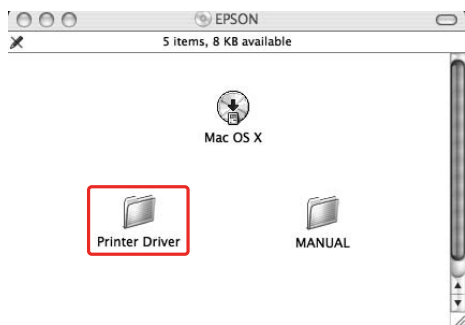 EPSON
5 items, 8 KB available
Mac OS X
Printer Driver
MANUAL